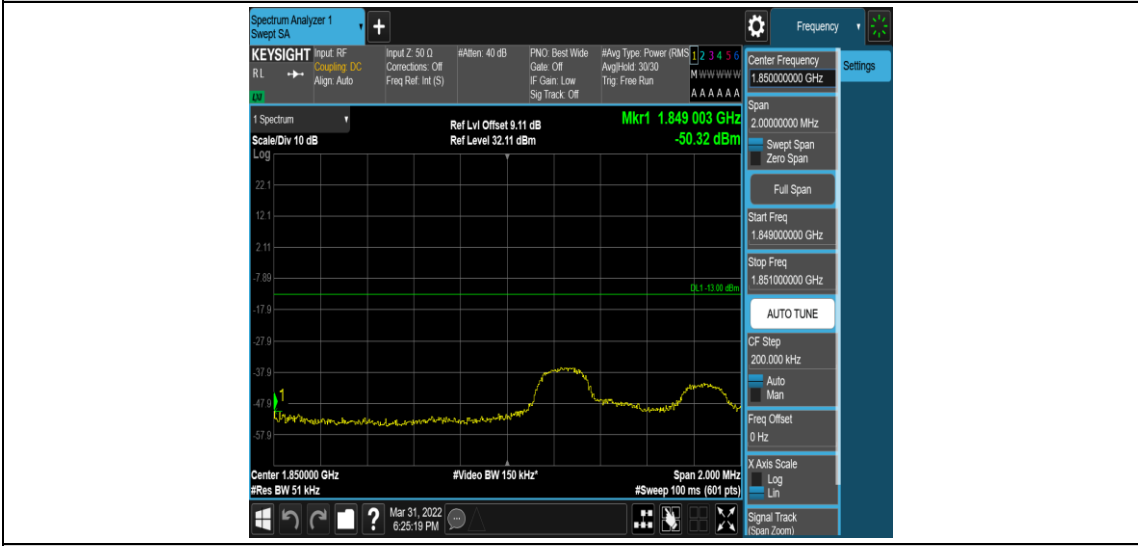 Spectrum Analyzer 1
Swept SA
+
Frequency
KEYSIGHT
RL
Input: RF
Coupling: DC
Align: Auto
Input Z: 50 Ω
Corrections: Off
Freq Ref: Int (S)
#Atten: 40 dB
PNO: Best Wide
Gate: Off
IF Gain: Low
Sig Track: Off
#Avg Type: Power (RMS
Avg|Hold: 30/30
Trig: Free Run
1 2 3 4 5 6
M W W W W W
A A A A A A
1 Spectrum
Scale/Div 10 dB
Log
Ref Lvl Offset 9.11 dB
Ref Level 32.11 dBm
Mkr1 1.849 003 GHz
-50.32 dBm
22.1
12.1
2.11
-7.89
DL1 -13.00 dBm
-17.9
-27.9
-37.9
1
-47.9
-57.9
Center 1.850000 GHz
#Res BW 51 kHz
#Video BW 150 kHz*
Span 2.000 MHz
#Sweep 100 ms (601 pts)
Center Frequency
1.850000000 GHz
Settings
Span
2.00000000 MHz
Swept Span
Zero Span
Full Span
Start Freq
1.849000000 GHz
Stop Freq
1.851000000 GHz
AUTO TUNE
CF Step
200.000 kHz
Auto
Man
Freq Offset
0 Hz
X Axis Scale
Log
Lin
Signal Track
(Span Zoom)
?
Mar 31, 2022
6:25:19 PM